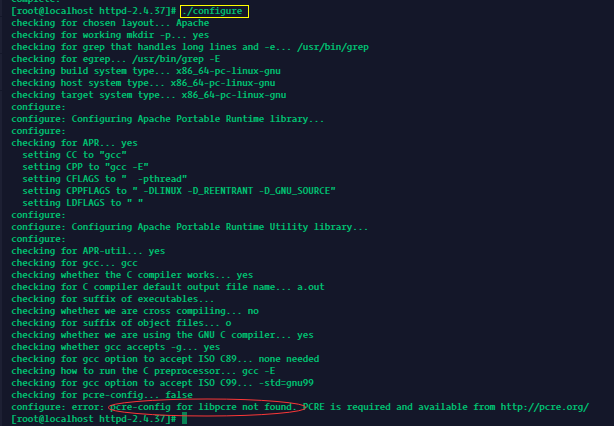 complete.
[root@localhost httpd-2.4.37]# ./configure
checking for chosen layout... Apache
checking for working mkdir -p... yes
checking for grep that handles long lines and -e... /usr/bin/grep
checking for egrep... /usr/bin/grep -E
checking build system type... x86_64-pc-linux-gnu
checking host system type... x86_64-pc-linux-gnu
checking target system type... x86_64-pc-linux-gnu
configure:
configure: Configuring Apache Portable Runtime library...
configure:
checking for APR... yes
  setting CC to "gcc"
  setting CPP to "gcc -E"
  setting CFLAGS to "  -pthread"
  setting CPPFLAGS to " -DLINUX -D_REENTRANT -D_GNU_SOURCE"
  setting LDFLAGS to " "
configure:
configure: Configuring Apache Portable Runtime Utility library...
configure:
checking for APR-util... yes
checking for gcc... gcc
checking whether the C compiler works... yes
checking for C compiler default output file name... a.out
checking for suffix of executables...
checking whether we are cross compiling... no
checking for suffix of object files... o
checking whether we are using the GNU C compiler... yes
checking whether gcc accepts -g... yes
checking for gcc option to accept ISO C89... none needed
checking how to run the C preprocessor... gcc -E
checking for gcc option to accept ISO C99... -std=gnu99
checking for pcre-config... false
configure: error: pcre-config for libpcre not found. PCRE is required and available from http://pcre.org/
[root@localhost httpd-2.4.37]#